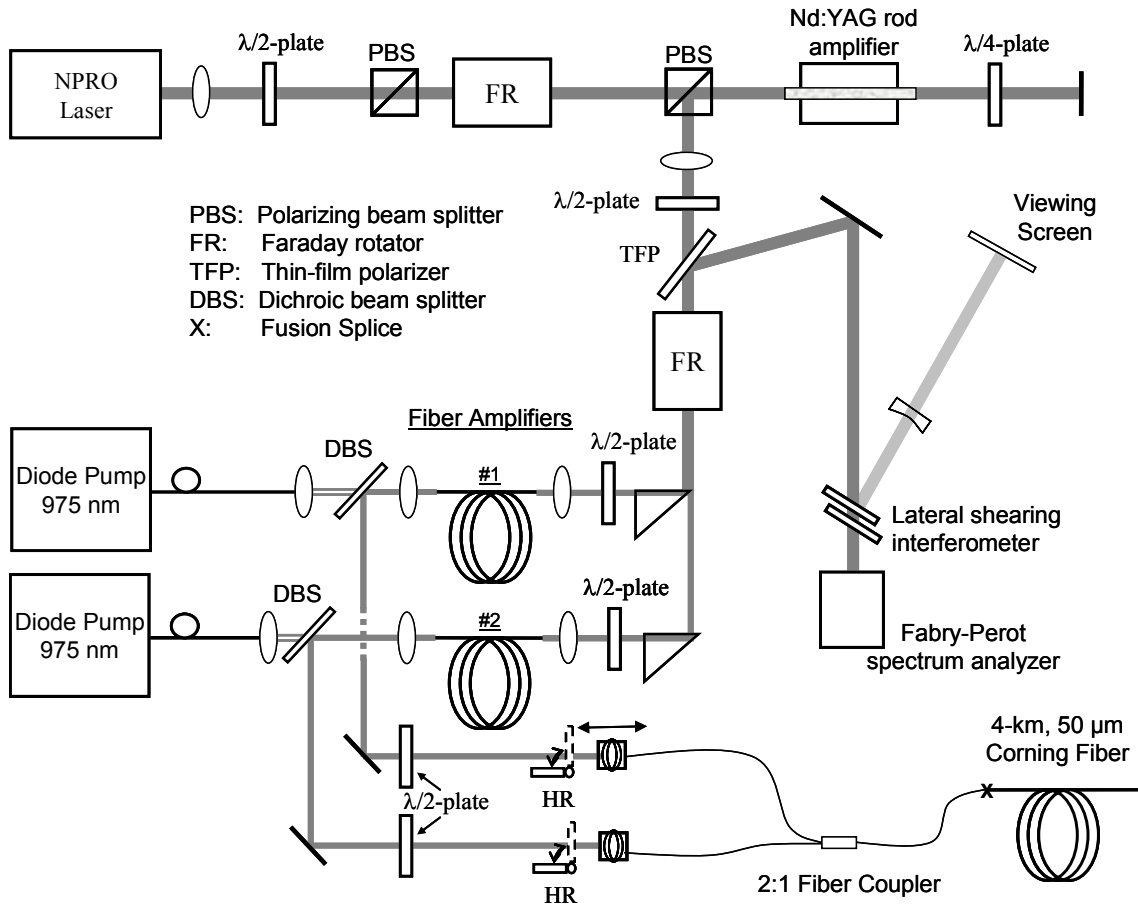 Nd:YAG rod
amplifier
λ/2-plate
PBS
PBS
λ/4-plate
NPRO
Laser
FR
λ/2-plate
PBS: Polarizing beam splitter
FR: Faraday rotator
TFP: Thin-film polarizer
DBS: Dichroic beam splitter
X: Fusion Splice
TFP
Viewing
Screen
FR
Fiber Amplifiers
Diode Pump
975 nm
DBS
#1
λ/2-plate
Lateral shearing
interferometer
Diode Pump
975 nm
DBS
#2
λ/2-plate
Fabry-Perot
spectrum analyzer
4-km, 50 µm
Corning Fiber
HR
λ/2-plate
X
HR
2:1 Fiber Coupler